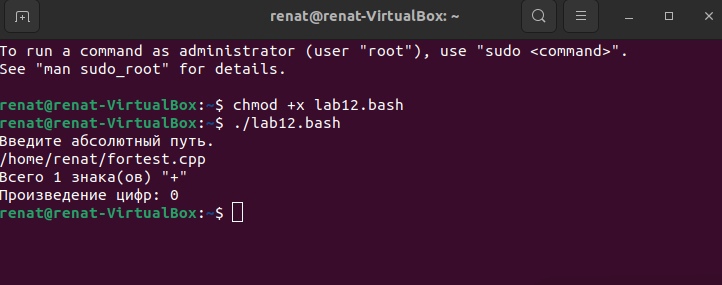 renat@renat-VirtualBox: ~
To run a command as administrator (user "root"), use "sudo <command>".
See "man sudo_root" for details.
renat@renat-VirtualBox:~$ chmod +x lab12.bash
renat@renat-VirtualBox:~$ ./lab12.bash
Введите абсолютный путь.
/home/renat/fortest.cpp
Всего 1 знака(ов) "+"
Произведение цифр: 0
renat@renat-VirtualBox:~$